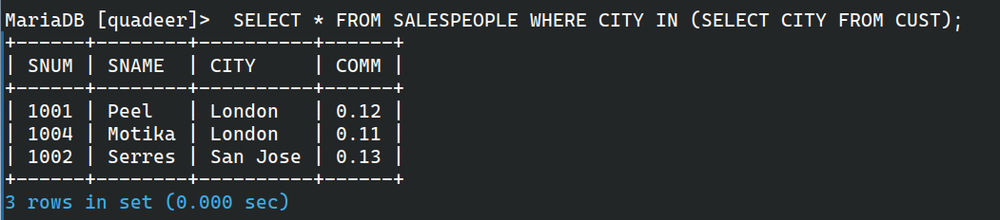 MariaDB [quadeer]>  SELECT * FROM SALESPEOPLE WHERE CITY IN (SELECT CITY FROM CUST);
+------+--------+----------+------+
| SNUM | SNAME  | CITY     | COMM |
+------+--------+----------+------+
| 1001 | Peel   | London   | 0.12 |
| 1004 | Motika | London   | 0.11 |
| 1002 | Serres | San Jose | 0.13 |
+------+--------+----------+------+
3 rows in set (0.000 sec)